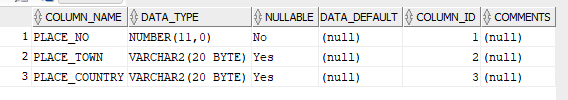 COLUMN_NAME DATA_TYPE NULLABLE DATA_DEFAULT COLUMN_ID COMMENTS
1 PLACE_NO NUMBER(11,0) No (null) 1 (null)
2 PLACE_TOWN VARCHAR2(20 BYTE) Yes (null) 2 (null)
3 PLACE_COUNTRY VARCHAR2(20 BYTE) Yes (null) 3 (null)